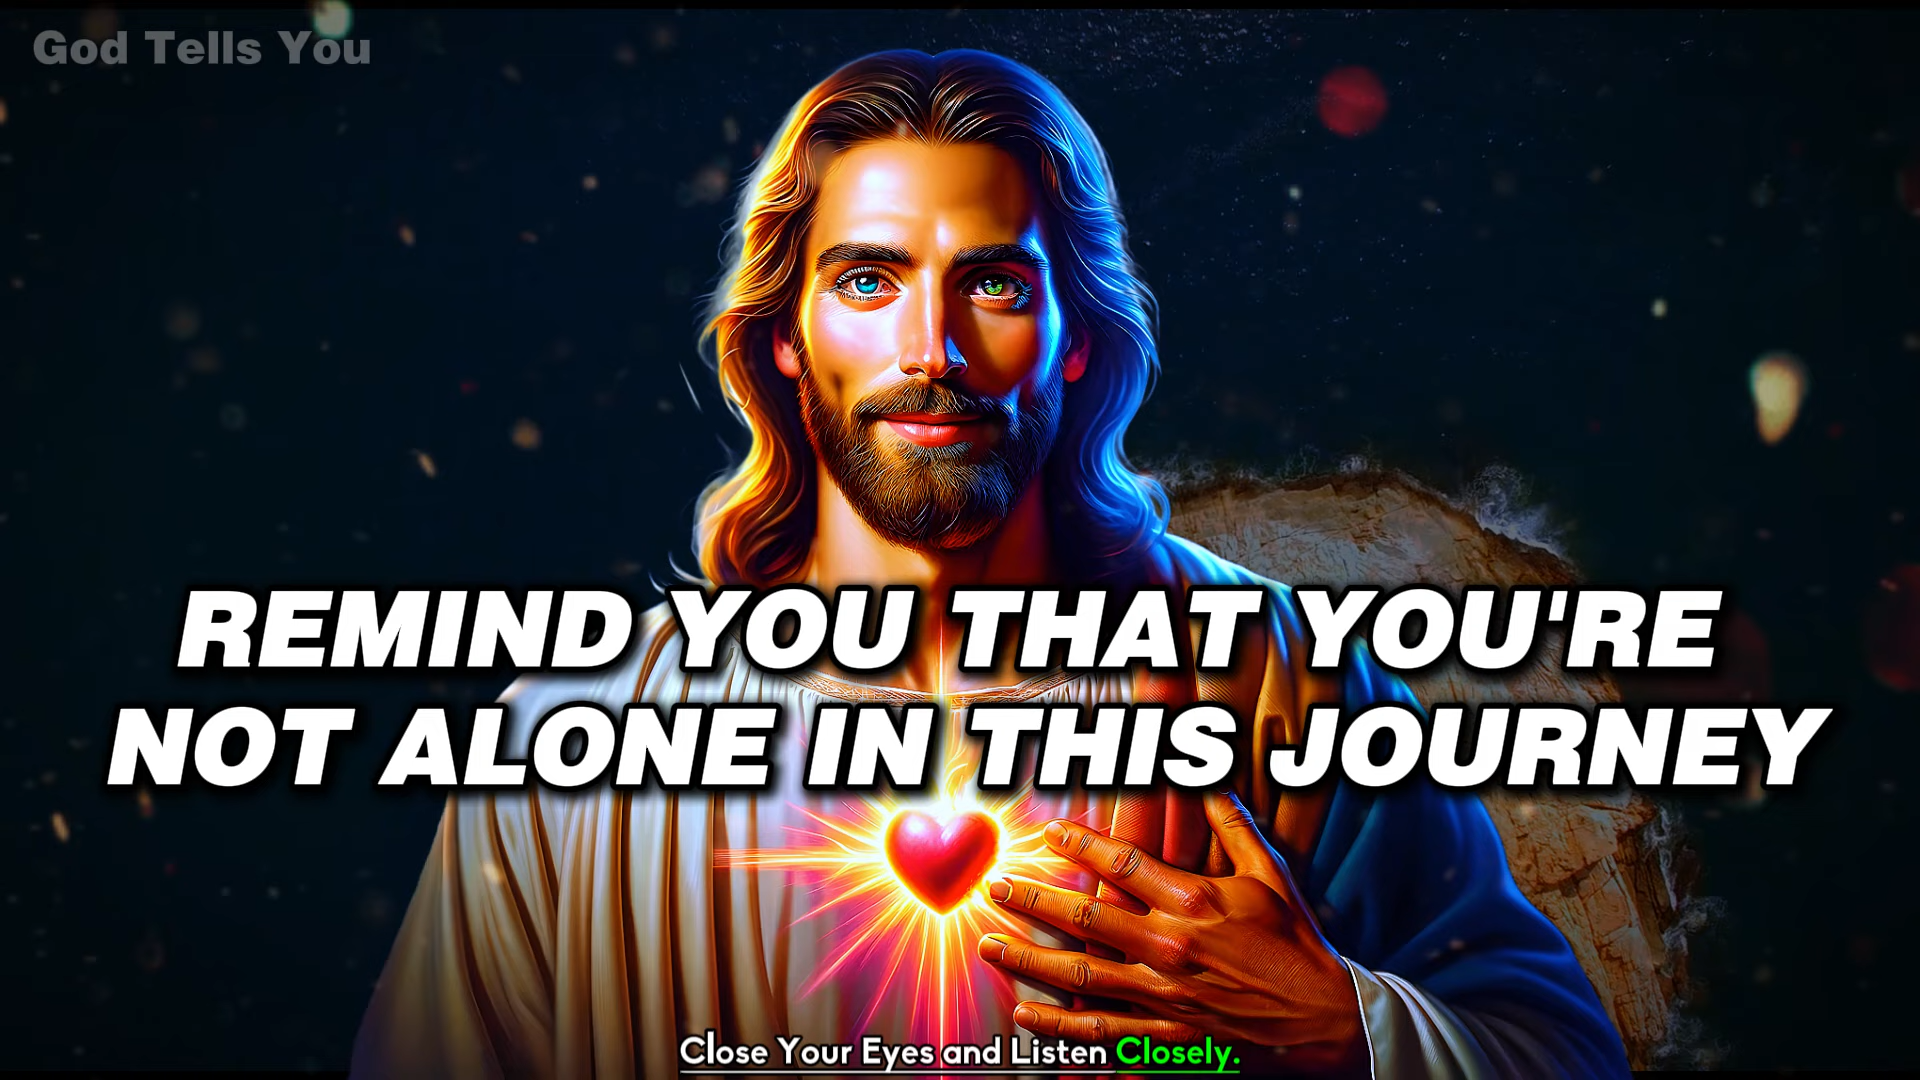 God Tells You
REMIND YOU THAT YOU'RE
NOT ALONE IN THIS JOURNEY
Close Your Eyes and Listen Closely.